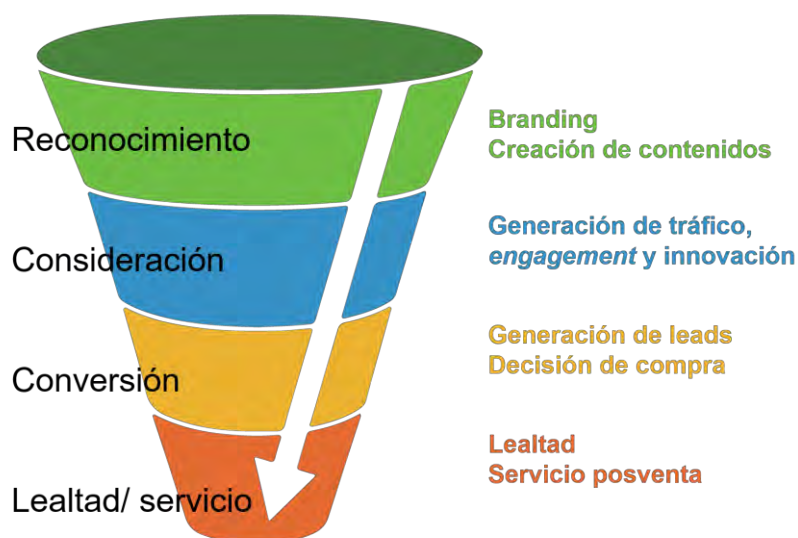 Reconocimiento
Branding
Creación de contenidos
Consideración
Generación de tráfico,
engagement y innovación
Conversión
Generación de leads
Decisión de compra
Lealtad/ servicio
Lealtad
Servicio posventa